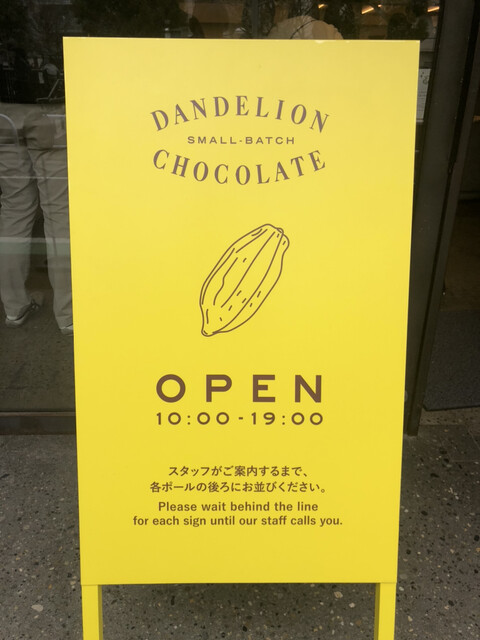 DANDELION
SMALL-BATCH
CHOCOLATE
OPEN
10:00-19:00
スタッフがご案内するまで、
各ポールの後ろにお並びください。
Please wait behind the line
for each sign until our staff calls you.